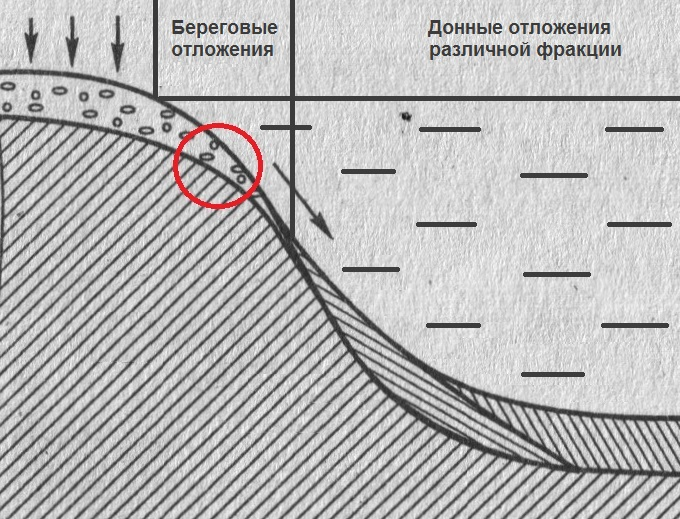 Береговые
отложения
Донные отложения
различной фракции